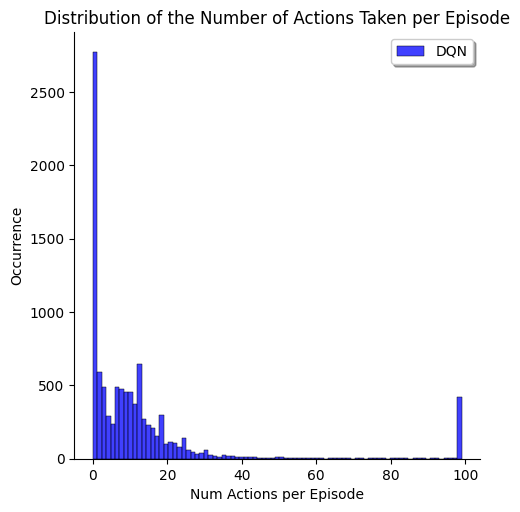 Distribution of the Number of Actions Taken per Episode
DQN
2500
2000
1500
1000
500
0
Occurrence
0 20 40 60 80 100
Num Actions per Episode